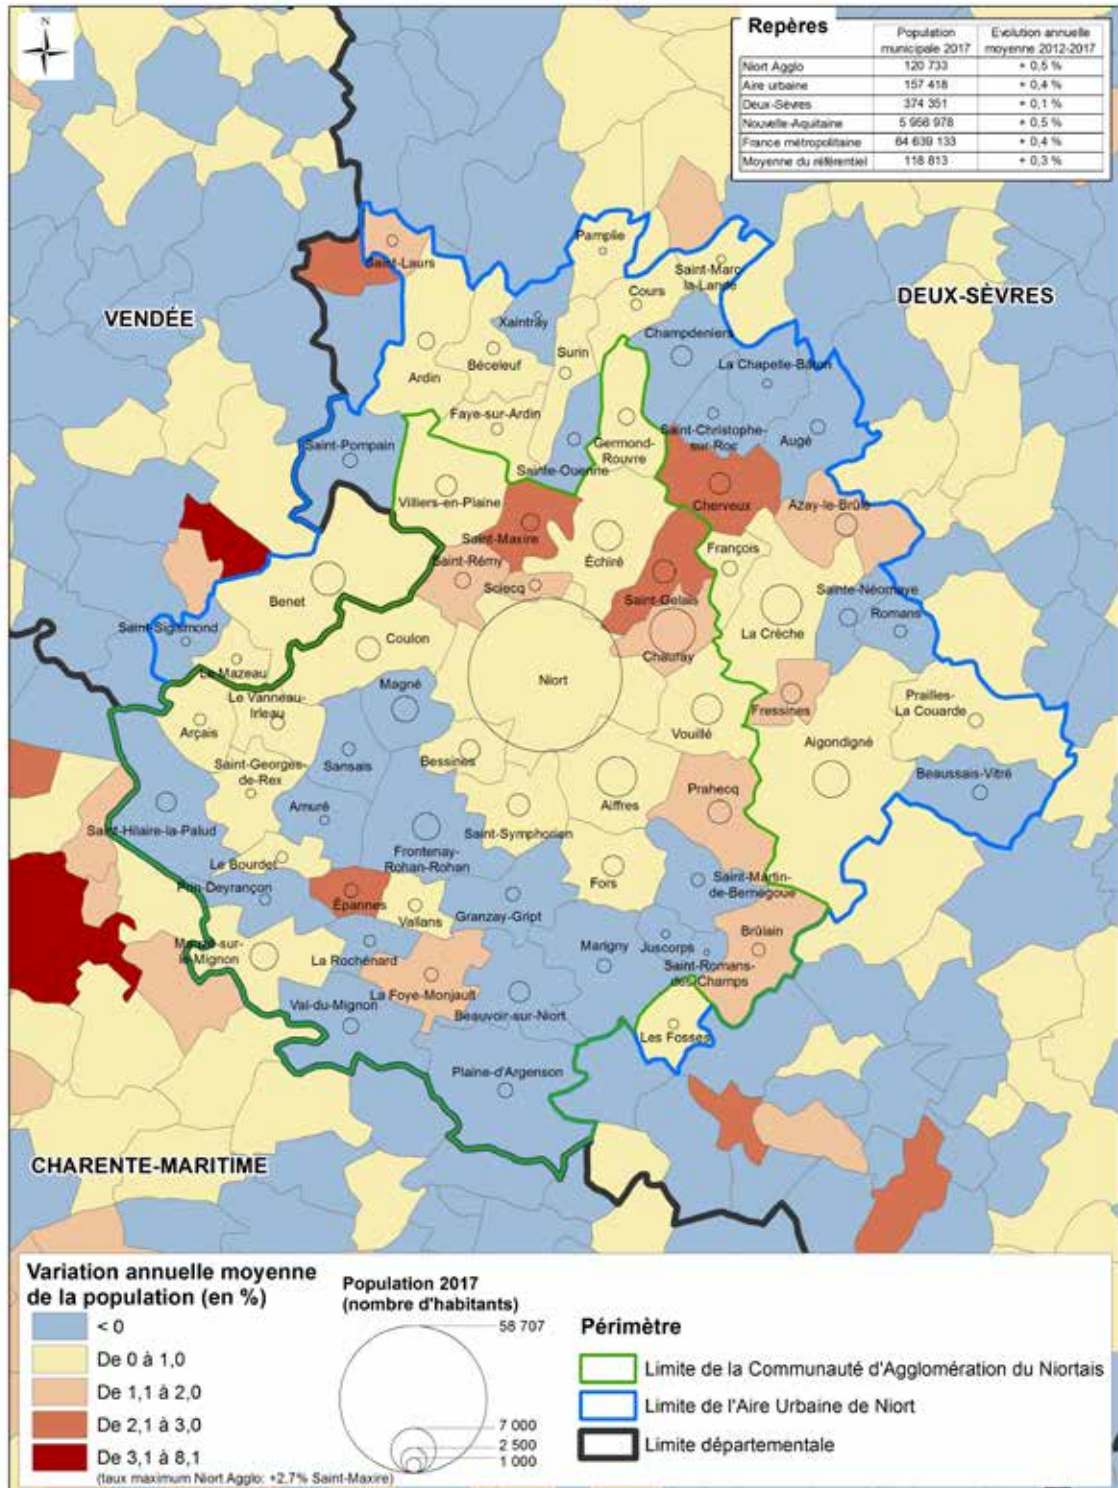 N
Repères
Population municipale 2017
Evolution annuelle moyenne 2012-2017
Niort Agglo 120 733 + 0,5 %
Aire urbaine 157 418 + 0,4 %
Deux-Sèvres 374 351 + 0,1 %
Nouvelle-Aquitaine 5 956 978 + 0,5 %
France métropolitaine 64 639 133 + 0,4 %
Moyenne du référentiel 118 813 + 0,3 %
Pamplie
Saint-Laurs
Saint-Marc-
la-Lande
DEUX-SÈVRES
VENDÉE
Cours
Xaintray
Champdeniers
Surin
Béceleuf
La Chapelle-Bâton
Ardin
Faye-sur-Ardin
Saint-Christophe-
sur-Roc
Augé
Germond-
Rouvre
Saint-Pompain
Sainte-Ouenne
Villiers-en-Plaine
Cherveux
Azay-le-Brûlé
Saint-Maxire
François
Saint-Rémy
Échiré
Sciecq
Sainte-Néomaye
Benet
Saint-Gelais
Romans
La Crèche
Saint-Sigismond
Coulon
Chauray
Le Mazeau
Niort
Magné
Le Vanneau-
Irleau
Fressines
Prailles-
La Couarde
Arçais
Vouillé
Aigondigné
Sansais
Bessines
Saint-Georges-
de-Rex
Beaussais-Vitré
Prahecq
Amuré
Aiffres
Saint-Hilaire-la-Palud
Saint-Symphorien
Frontenay-
Rohan-Rohan
Le Bourdet
Prin-Deyrançon
Fors
Saint-Martin-
de-Bernegoue
Épannes
Vallans
Granzay-Gript
Brûlain
Mauzé-sur-
le-Mignon
Marigny
Juscorps
La Rochénard
Saint-Romans-
des-Champs
La Foye-Monjault
Val-du-Mignon
Beauvoir-sur-Niort
Les Fosses
Plaine-d'Argenson
CHARENTE-MARITIME
Variation annuelle moyenne
de la population (en %)
< 0
De 0 à 1,0
De 1,1 à 2,0
De 2,1 à 3,0
De 3,1 à 8,1
(taux maximum Niort Agglo: +2.7% Saint-Maxire)
Population 2017
(nombre d'habitants)
58 707
7 000
2 500
1 000
Périmètre
Limite de la Communauté d'Agglomération du Niortais
Limite de l'Aire Urbaine de Niort
Limite départementale